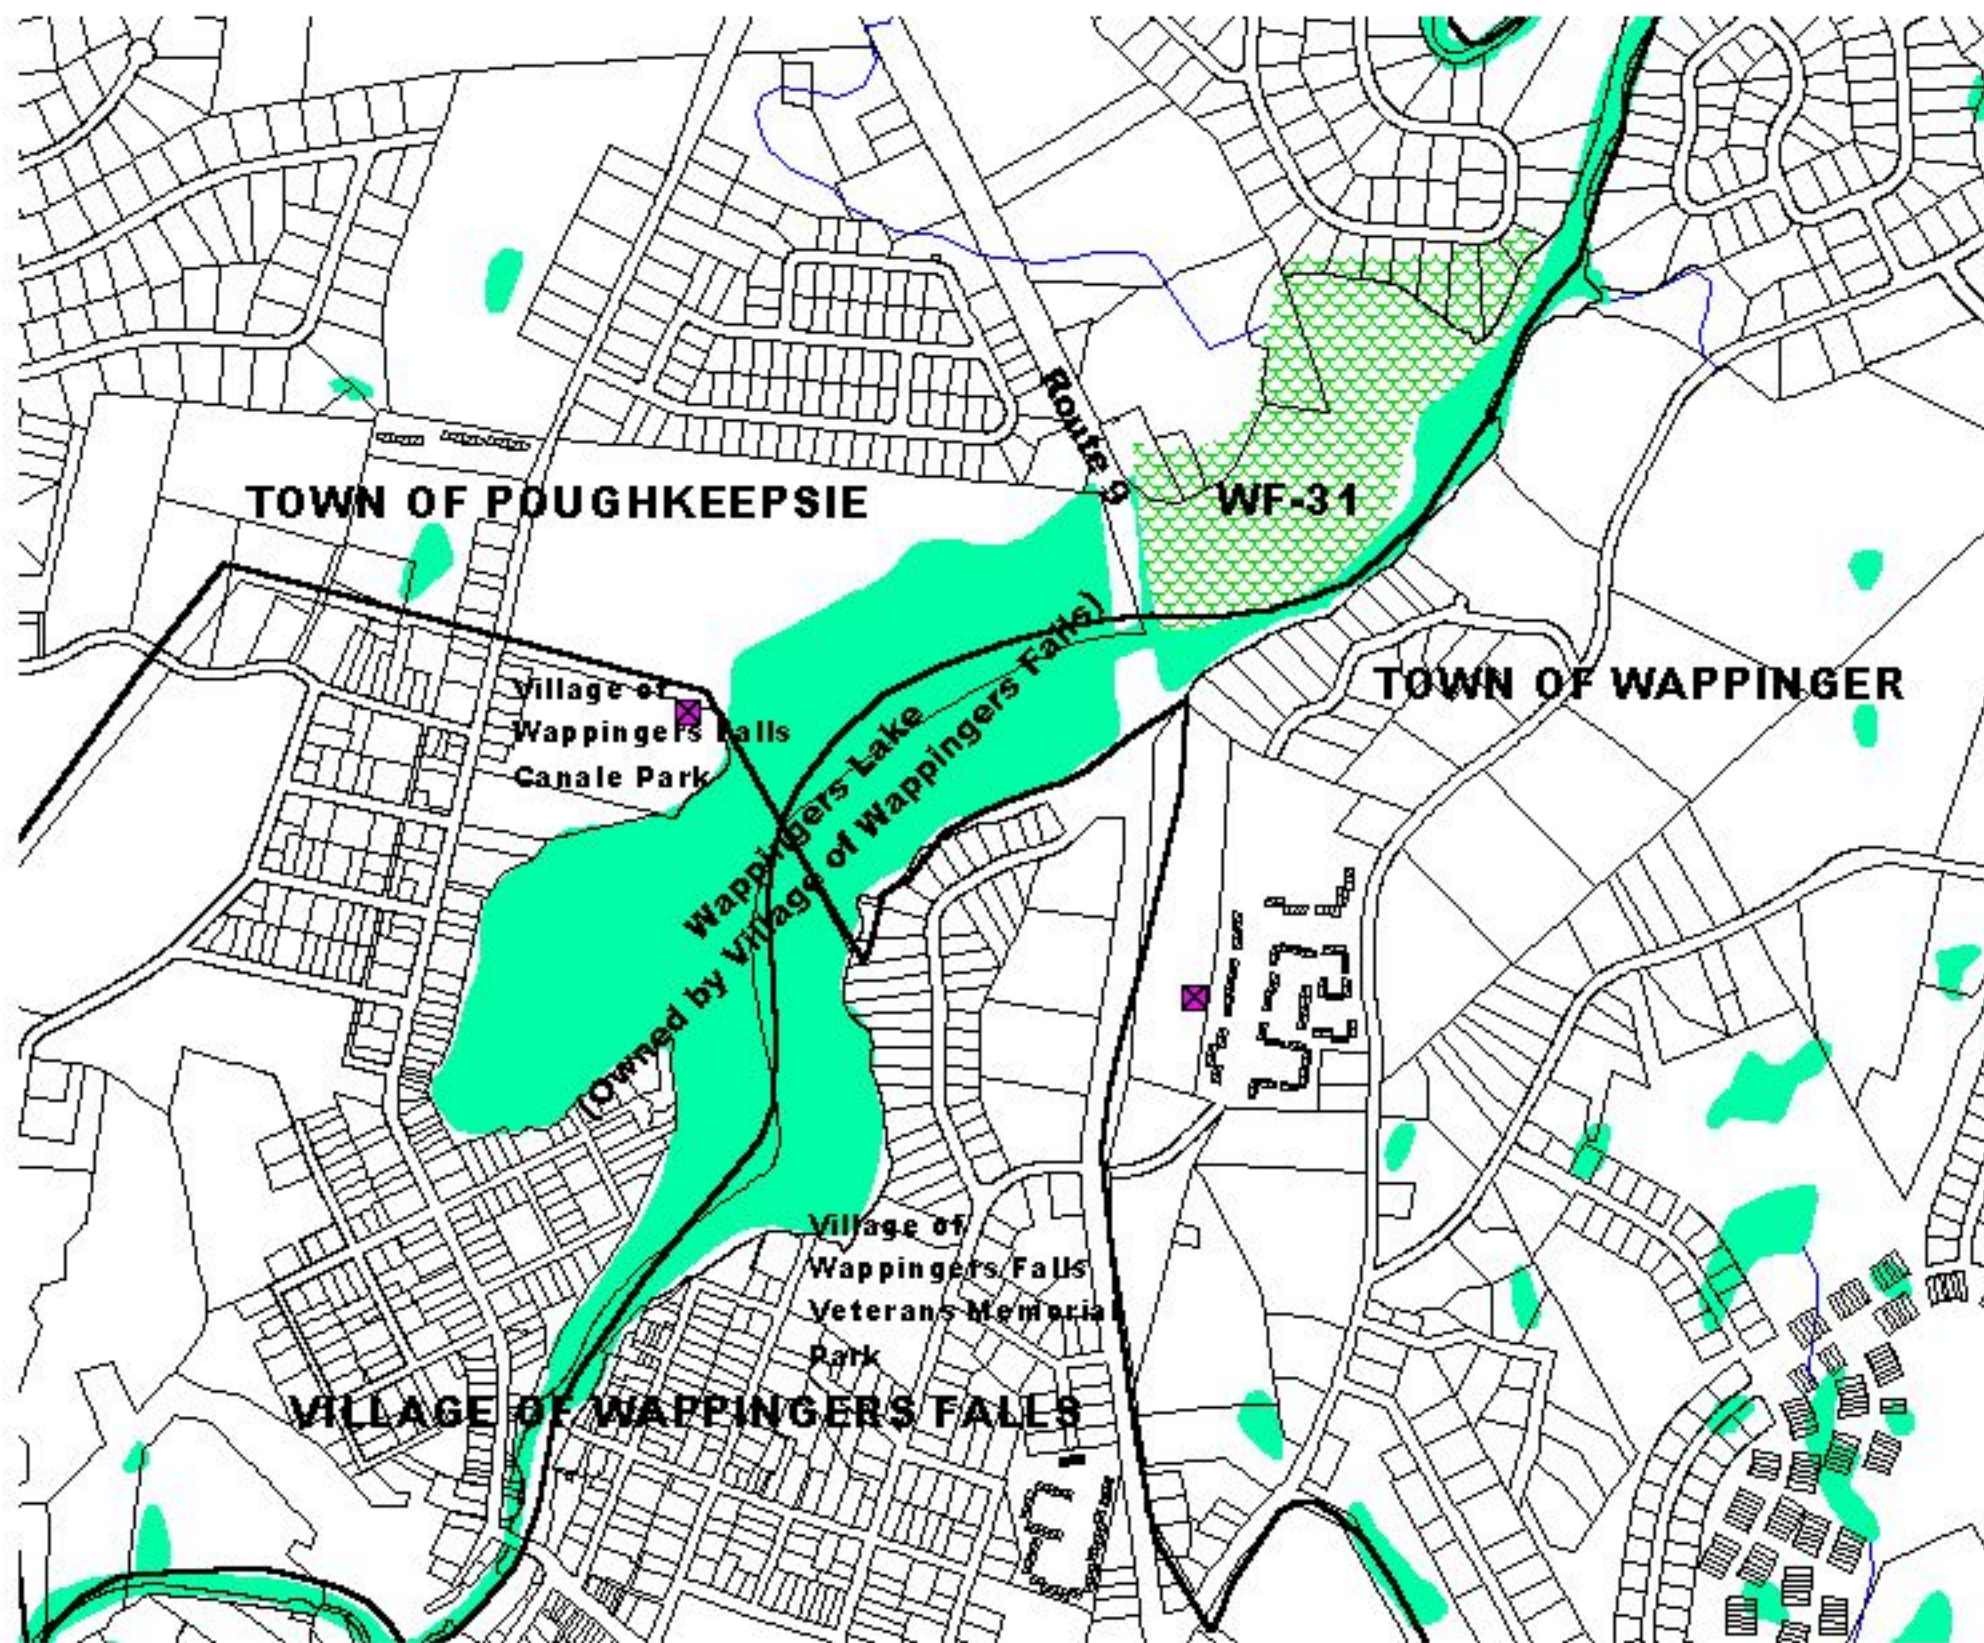 Route 9
TOWN OF POUGHKEEPSIE
WF-31
TOWN OF WAPPINGER
Village of
Wappingers Falls
Canale Park
Wappingers Lake
(Owned by Village of Wappingers Falls)
Village of
Wappingers Falls
Veterans Memorial
Park
VILLAGE OF WAPPINGERS FALLS